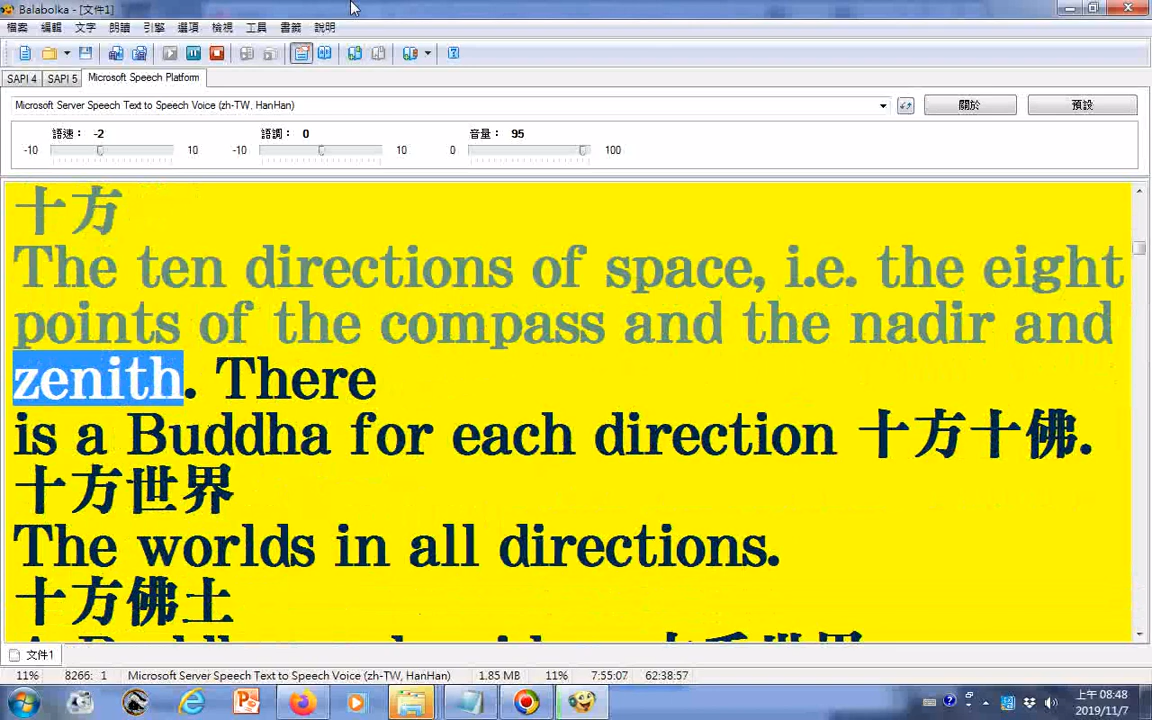 Balabolka - [文件1]
檔案 編輯 文字 朗讀 引擎 選項 檢視 工具 書籤 說明
SAPI 4 SAPI 5 Microsoft Speech Platform
Microsoft Server Speech Text to Speech Voice (zh-TW, HanHan) 關於 預設
語速： -2 語調： 0 音量： 95
-10 10 -10 10 0 100
十方
The ten directions of space, i.e. the eight
points of the compass and the nadir and
zenith. There
is a Buddha for each direction 十方十佛.
十方世界
The worlds in all directions.
十方佛土
文件1
11% 8266: 1 Microsoft Server Speech Text to Speech Voice (zh-TW, HanHan) 1.85 MB 11% 7:55:07 62:38:57
上午 08:48
2019/11/7